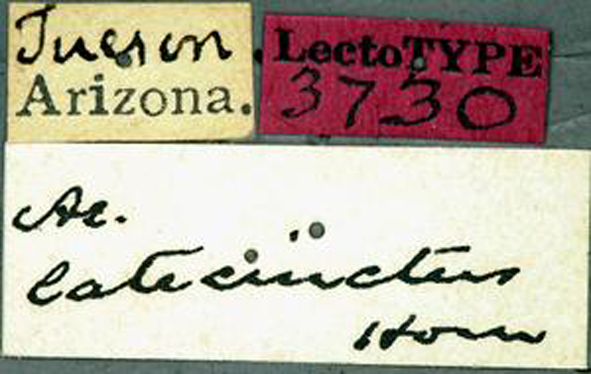 Tucson.
Arizona.
LectoTYPE
3730
Ac.
latecinctus
Horn